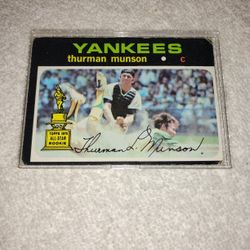 YANKEES
thurman munson • c
Thurman L. Munson
TOPPS 1970
ALL-STAR
ROOKIE